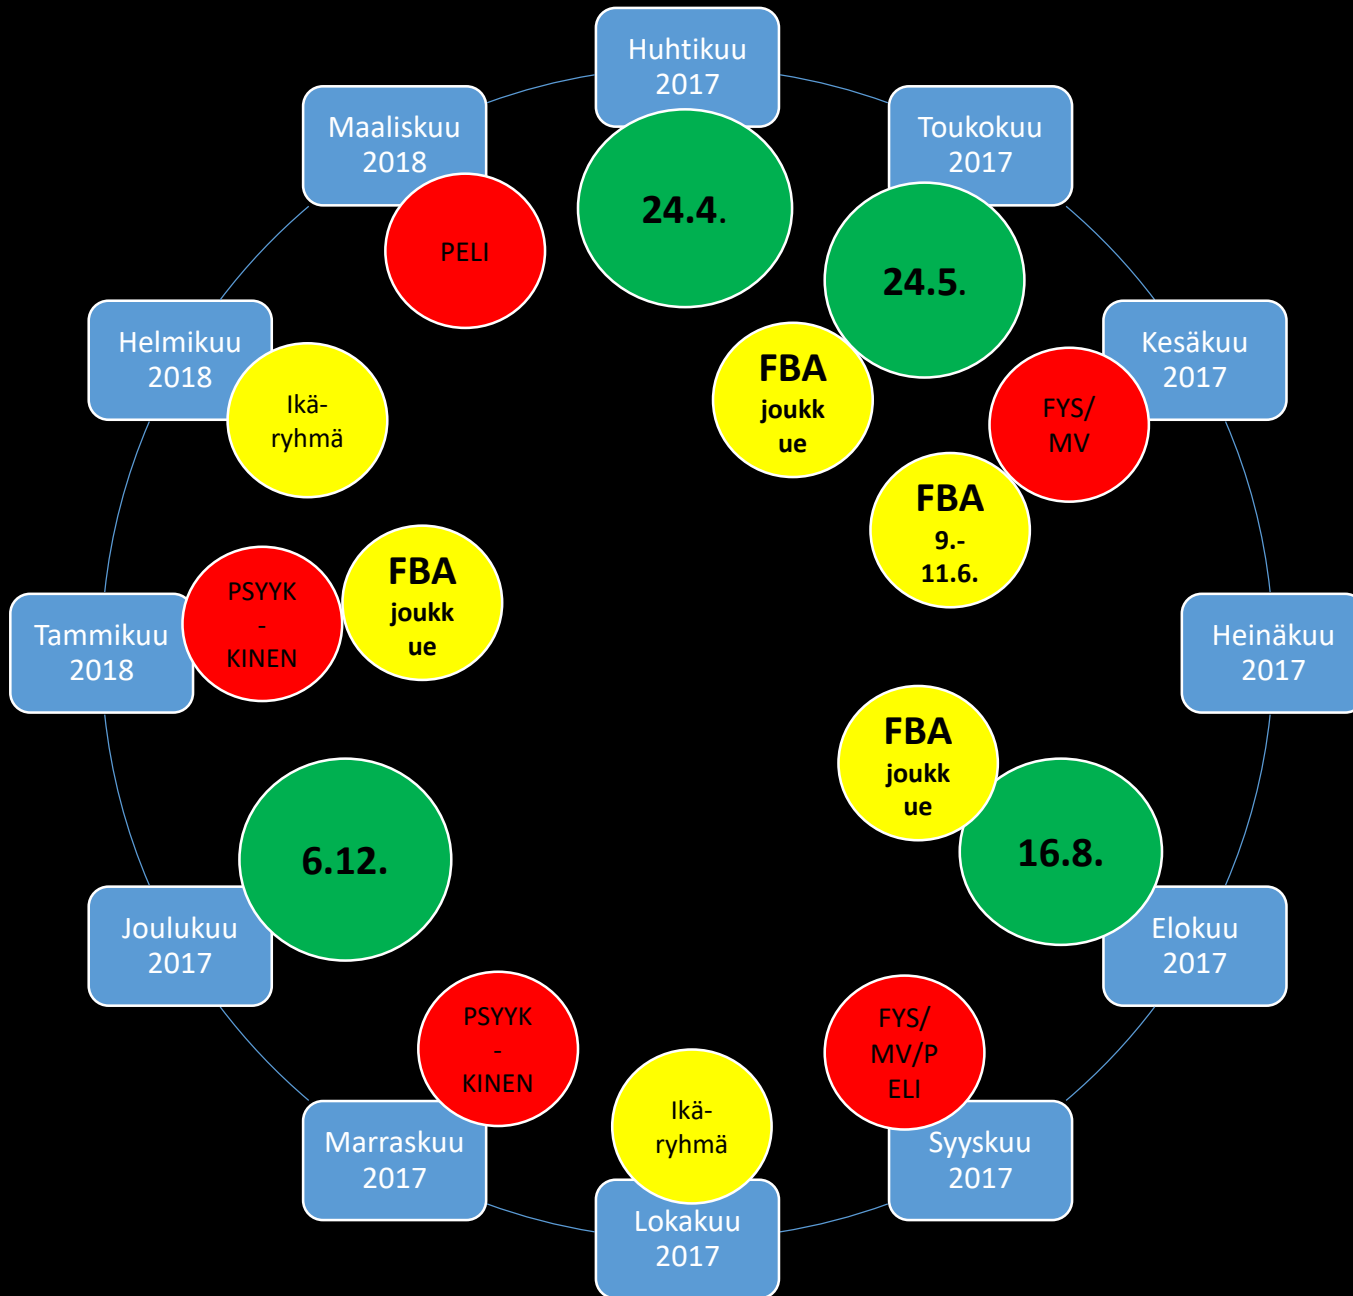 Huhtikuu
2017
24.4.
Toukokuu
2017
24.5.
FBA
joukk
ue
Kesäkuu
2017
FYS/
MV
FBA
9.-
11.6.
Heinäkuu
2017
Elokuu
2017
16.8.
FBA
joukk
ue
Syyskuu
2017
FYS/
MV/P
ELI
Lokakuu
2017
Ikä-
ryhmä
Marraskuu
2017
PSYYK
-
KINEN
Joulukuu
2017
6.12.
Tammikuu
2018
PSYYK
-
KINEN
FBA
joukk
ue
Helmikuu
2018
Ikä-
ryhmä
Maaliskuu
2018
PELI